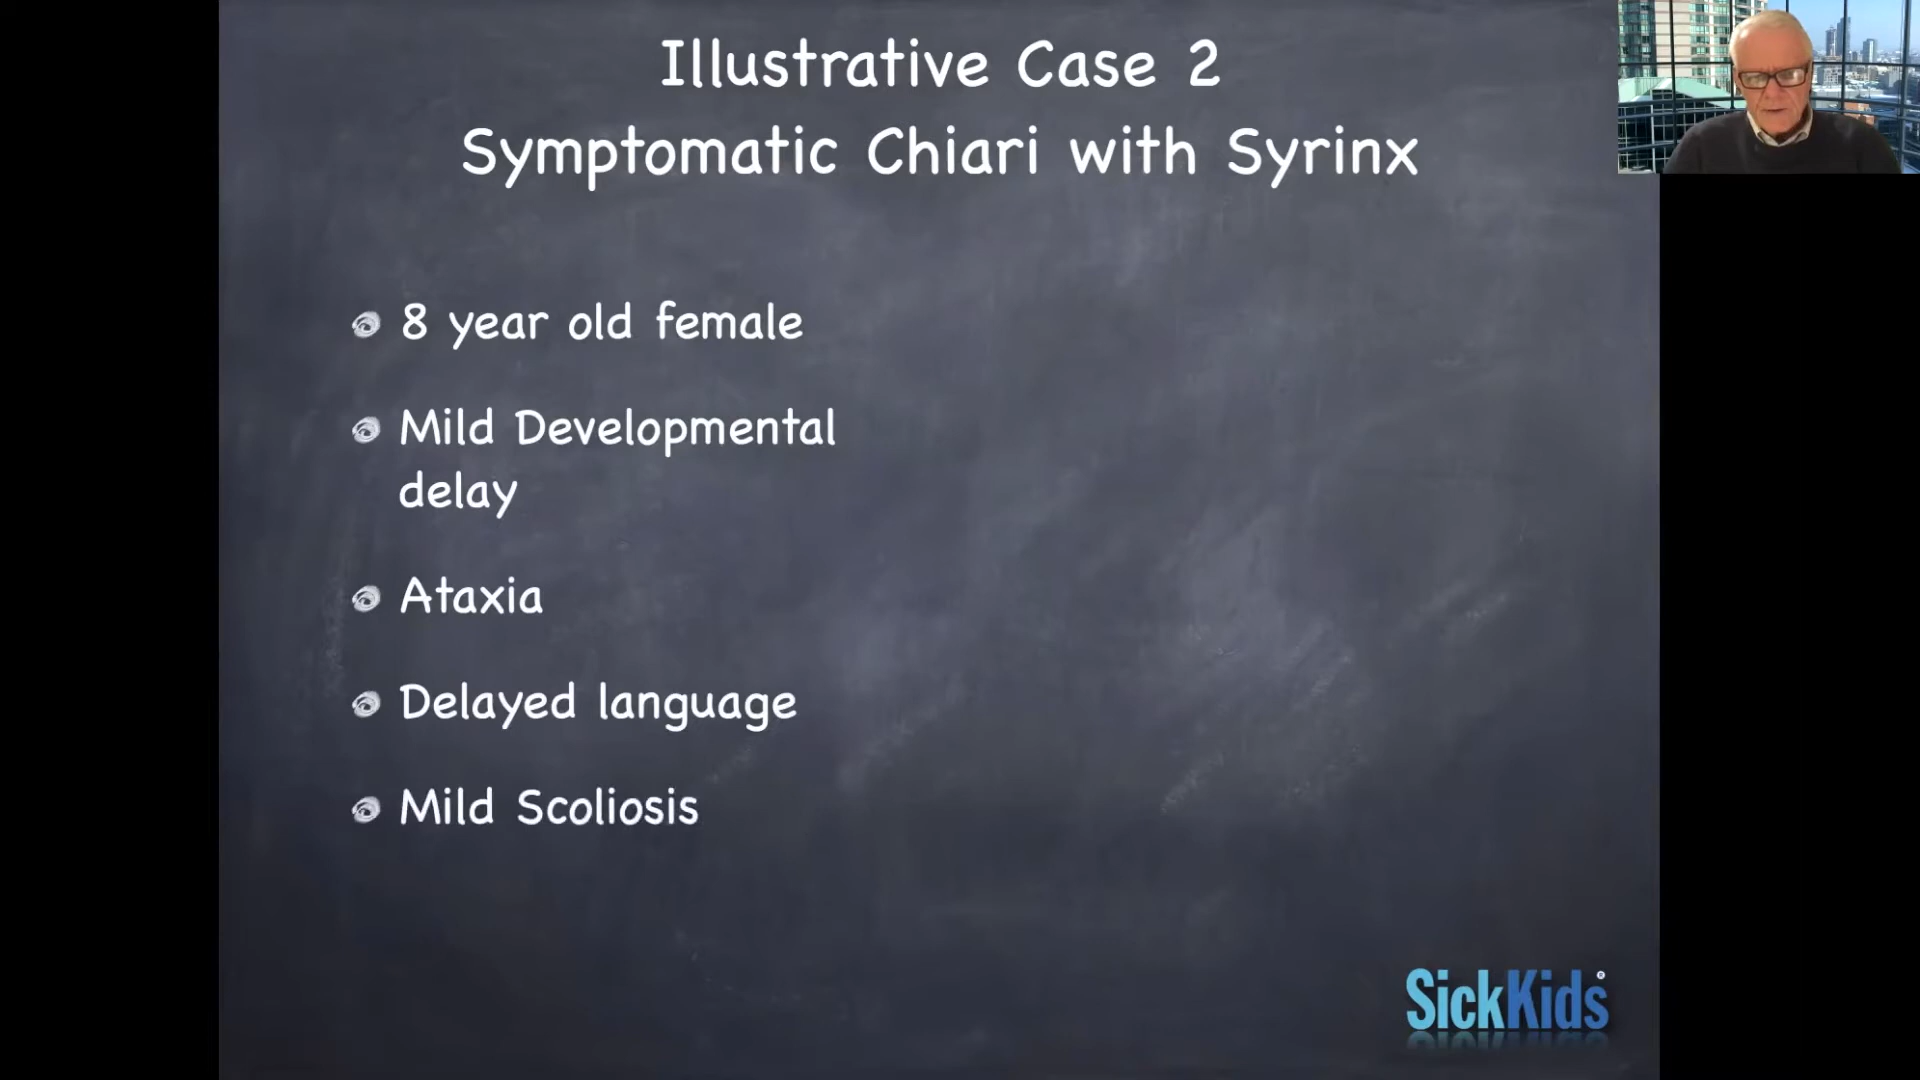 Illustrative Case 2
Symptomatic Chiari with Syrinx
8 year old female
Mild Developmental
delay
Ataxia
Delayed language
Mild Scoliosis
SickKids®